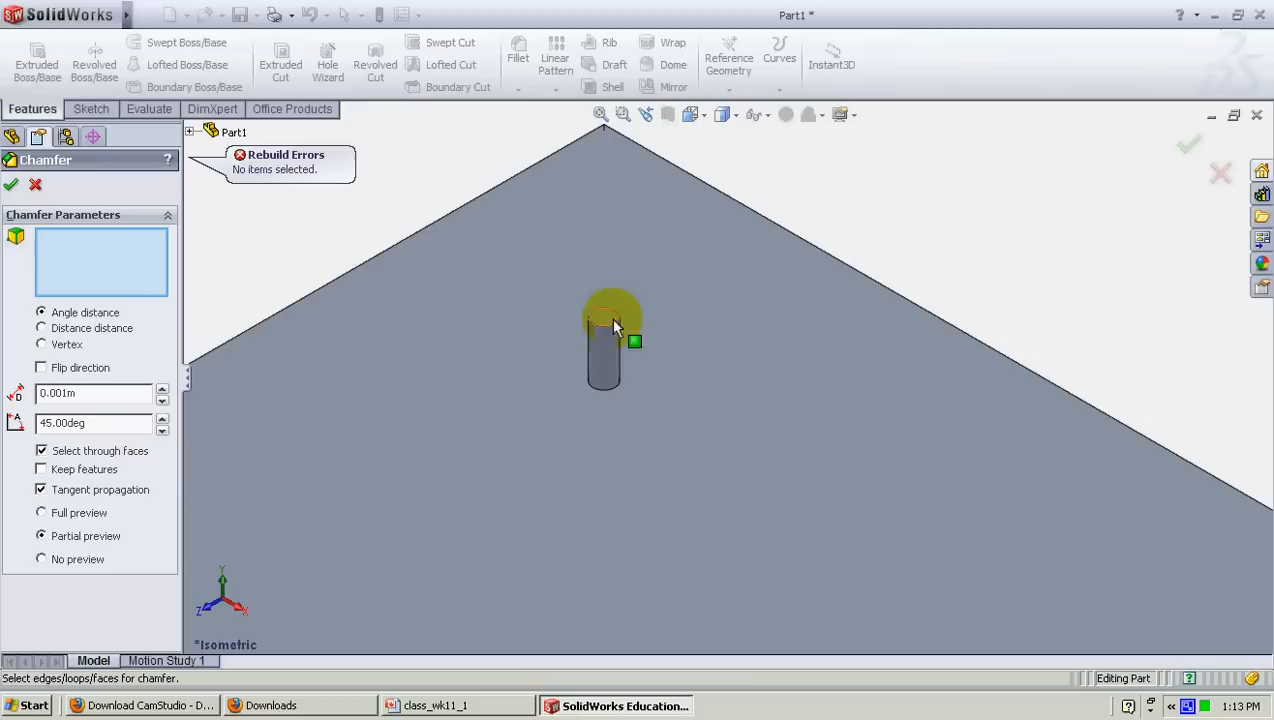 SolidWorks
Part1 *
Extruded Boss/Base
Revolved Boss/Base
Swept Boss/Base
Lofted Boss/Base
Boundary Boss/Base
Extruded Cut
Hole Wizard
Revolved Cut
Swept Cut
Lofted Cut
Boundary Cut
Fillet
Linear Pattern
Rib
Draft
Shell
Wrap
Dome
Mirror
Reference Geometry
Curves
Instant3D
Features
Sketch
Evaluate
DimXpert
Office Products
Part1
Chamfer
?
Rebuild Errors
No items selected.
Chamfer Parameters
Angle distance
Distance distance
Vertex
Flip direction
D
0.001m
A
45.00deg
Select through faces
Keep features
Tangent propagation
Full preview
Partial preview
No preview
Y
Z
X
*Isometric
Model
Motion Study 1
Select edges/loops/faces for chamfer.
Editing Part
?
Start
Download CamStudio - D...
Downloads
class_wk11_1
SolidWorks Education...
?
«
1:13 PM